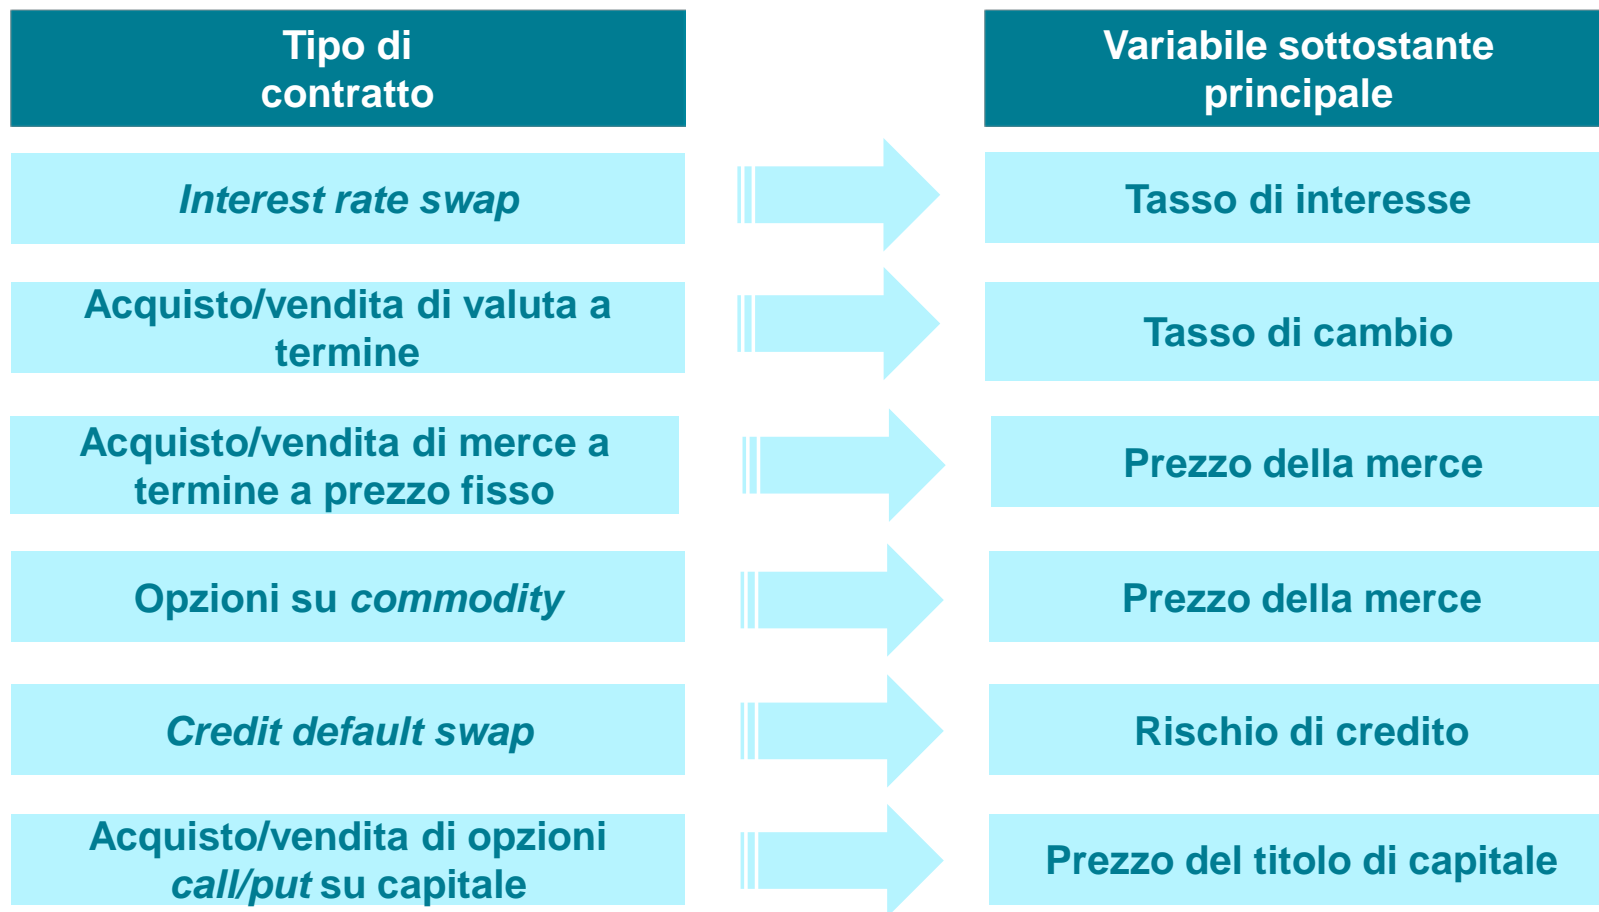 Tipo di
contratto
Variabile sottostante
principale
Interest rate swap
Tasso di interesse
Acquisto/vendita di valuta a
termine
Tasso di cambio
Acquisto/vendita di merce a
termine a prezzo fisso
Prezzo della merce
Opzioni su commodity
Prezzo della merce
Credit default swap
Rischio di credito
Acquisto/vendita di opzioni
call/put su capitale
Prezzo del titolo di capitale